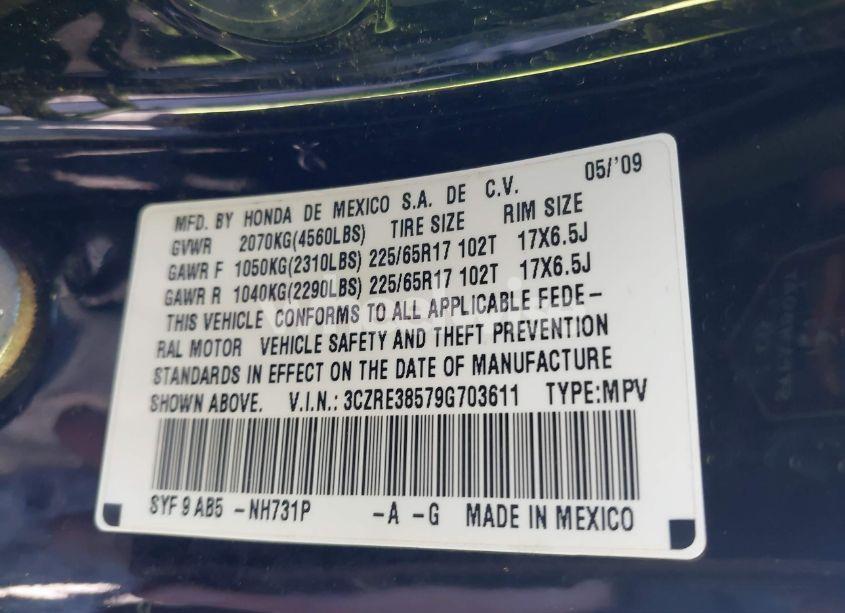 05/'09
MFD. BY HONDA DE MEXICO S.A. DE C.V.
GVWR 2070KG(4560LBS) TIRE SIZE RIM SIZE
GAWR F 1050KG(2310LBS) 225/65R17 102T 17X6.5J
GAWR R 1040KG(2290LBS) 225/65R17 102T 17X6.5J
THIS VEHICLE CONFORMS TO ALL APPLICABLE FEDE-
RAL MOTOR VEHICLE SAFETY AND THEFT PREVENTION
STANDARDS IN EFFECT ON THE DATE OF MANUFACTURE
SHOWN ABOVE. V.I.N.: 3CZRE38579G703611 TYPE:MPV
SYF 9 AB5 -NH731P -A -G MADE IN MEXICO